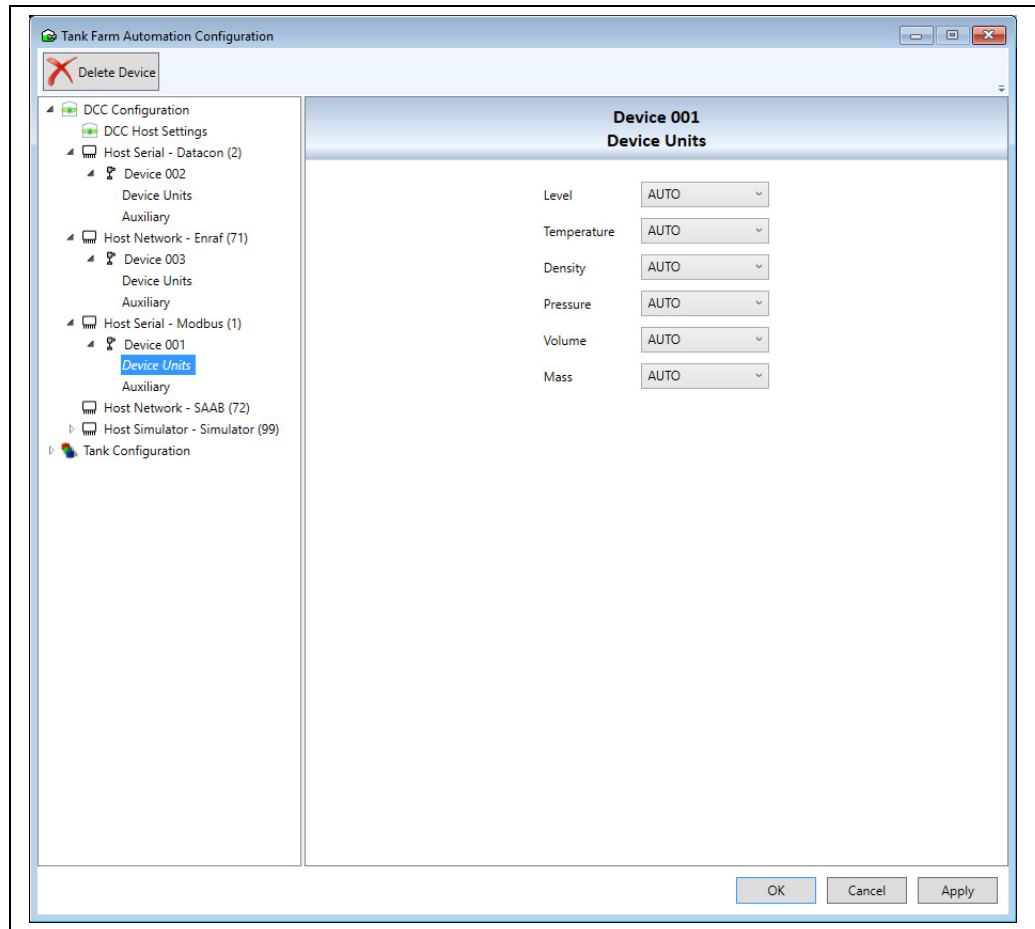 Tank Farm Automation Configuration
Delete Device
DCC Configuration
DCC Host Settings
Host Serial - Datacon (2)
Device 002
Device Units
Auxiliary
Host Network - Enraf (71)
Device 003
Device Units
Auxiliary
Host Serial - Modbus (1)
Device 001
Device Units
Auxiliary
Host Network - SAAB (72)
Host Simulator - Simulator (99)
Tank Configuration
Device 001
Device Units
Level AUTO
Temperature AUTO
Density AUTO
Pressure AUTO
Volume AUTO
Mass AUTO
OK Cancel Apply